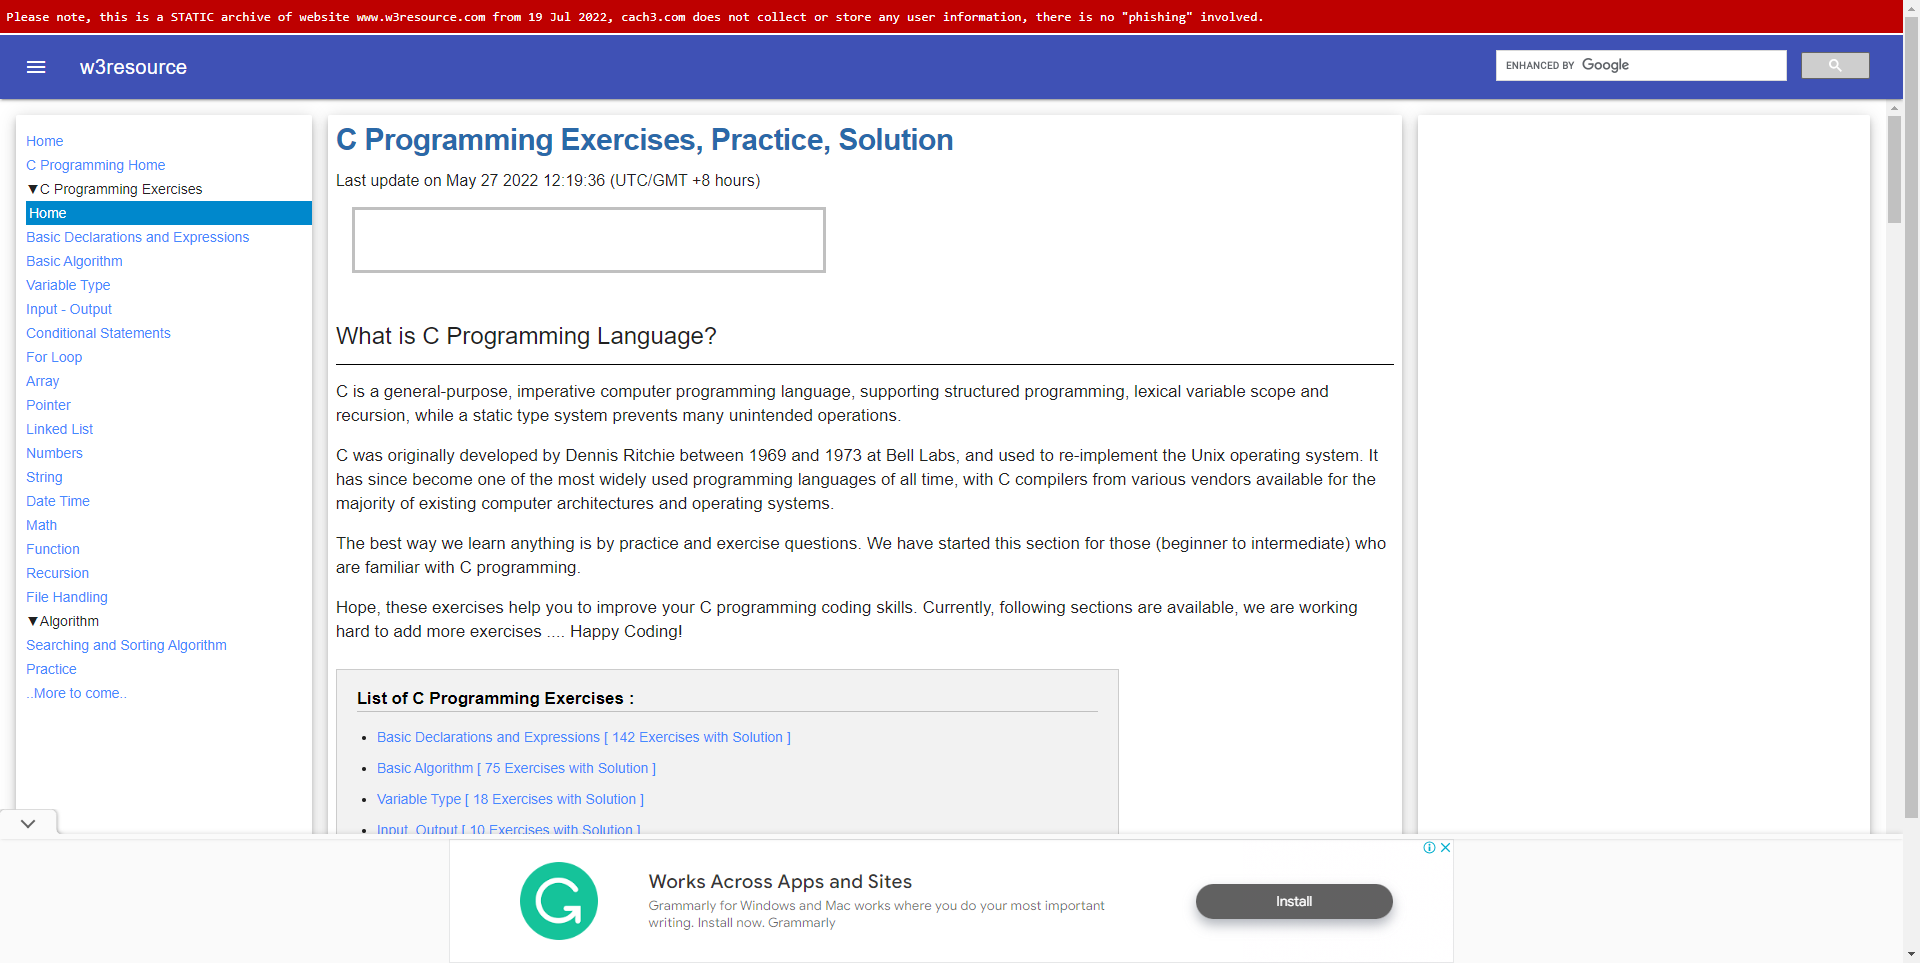 Please note, this is a STATIC archive of website www.w3resource.com from 19 Jul 2022, cach3.com does not collect or store any user information, there is no "phishing" involved.
w3resource
ENHANCED BY Google
Home
C Programming Home
▼C Programming Exercises
Home
Basic Declarations and Expressions
Basic Algorithm
Variable Type
Input - Output
Conditional Statements
For Loop
Array
Pointer
Linked List
Numbers
String
Date Time
Math
Function
Recursion
File Handling
▼Algorithm
Searching and Sorting Algorithm
Practice
..More to come..
C Programming Exercises, Practice, Solution
Last update on May 27 2022 12:19:36 (UTC/GMT +8 hours)
What is C Programming Language?
C is a general-purpose, imperative computer programming language, supporting structured programming, lexical variable scope and
recursion, while a static type system prevents many unintended operations.
C was originally developed by Dennis Ritchie between 1969 and 1973 at Bell Labs, and used to re-implement the Unix operating system. It
has since become one of the most widely used programming languages of all time, with C compilers from various vendors available for the
majority of existing computer architectures and operating systems.
The best way we learn anything is by practice and exercise questions. We have started this section for those (beginner to intermediate) who
are familiar with C programming.
Hope, these exercises help you to improve your C programming coding skills. Currently, following sections are available, we are working
hard to add more exercises .... Happy Coding!
List of C Programming Exercises :
• Basic Declarations and Expressions [ 142 Exercises with Solution ]
• Basic Algorithm [ 75 Exercises with Solution ]
• Variable Type [ 18 Exercises with Solution ]
• Input, Output [ 10 Exercises with Solution ]
Works Across Apps and Sites
Grammarly for Windows and Mac works where you do your most important
writing. Install now. Grammarly
Install